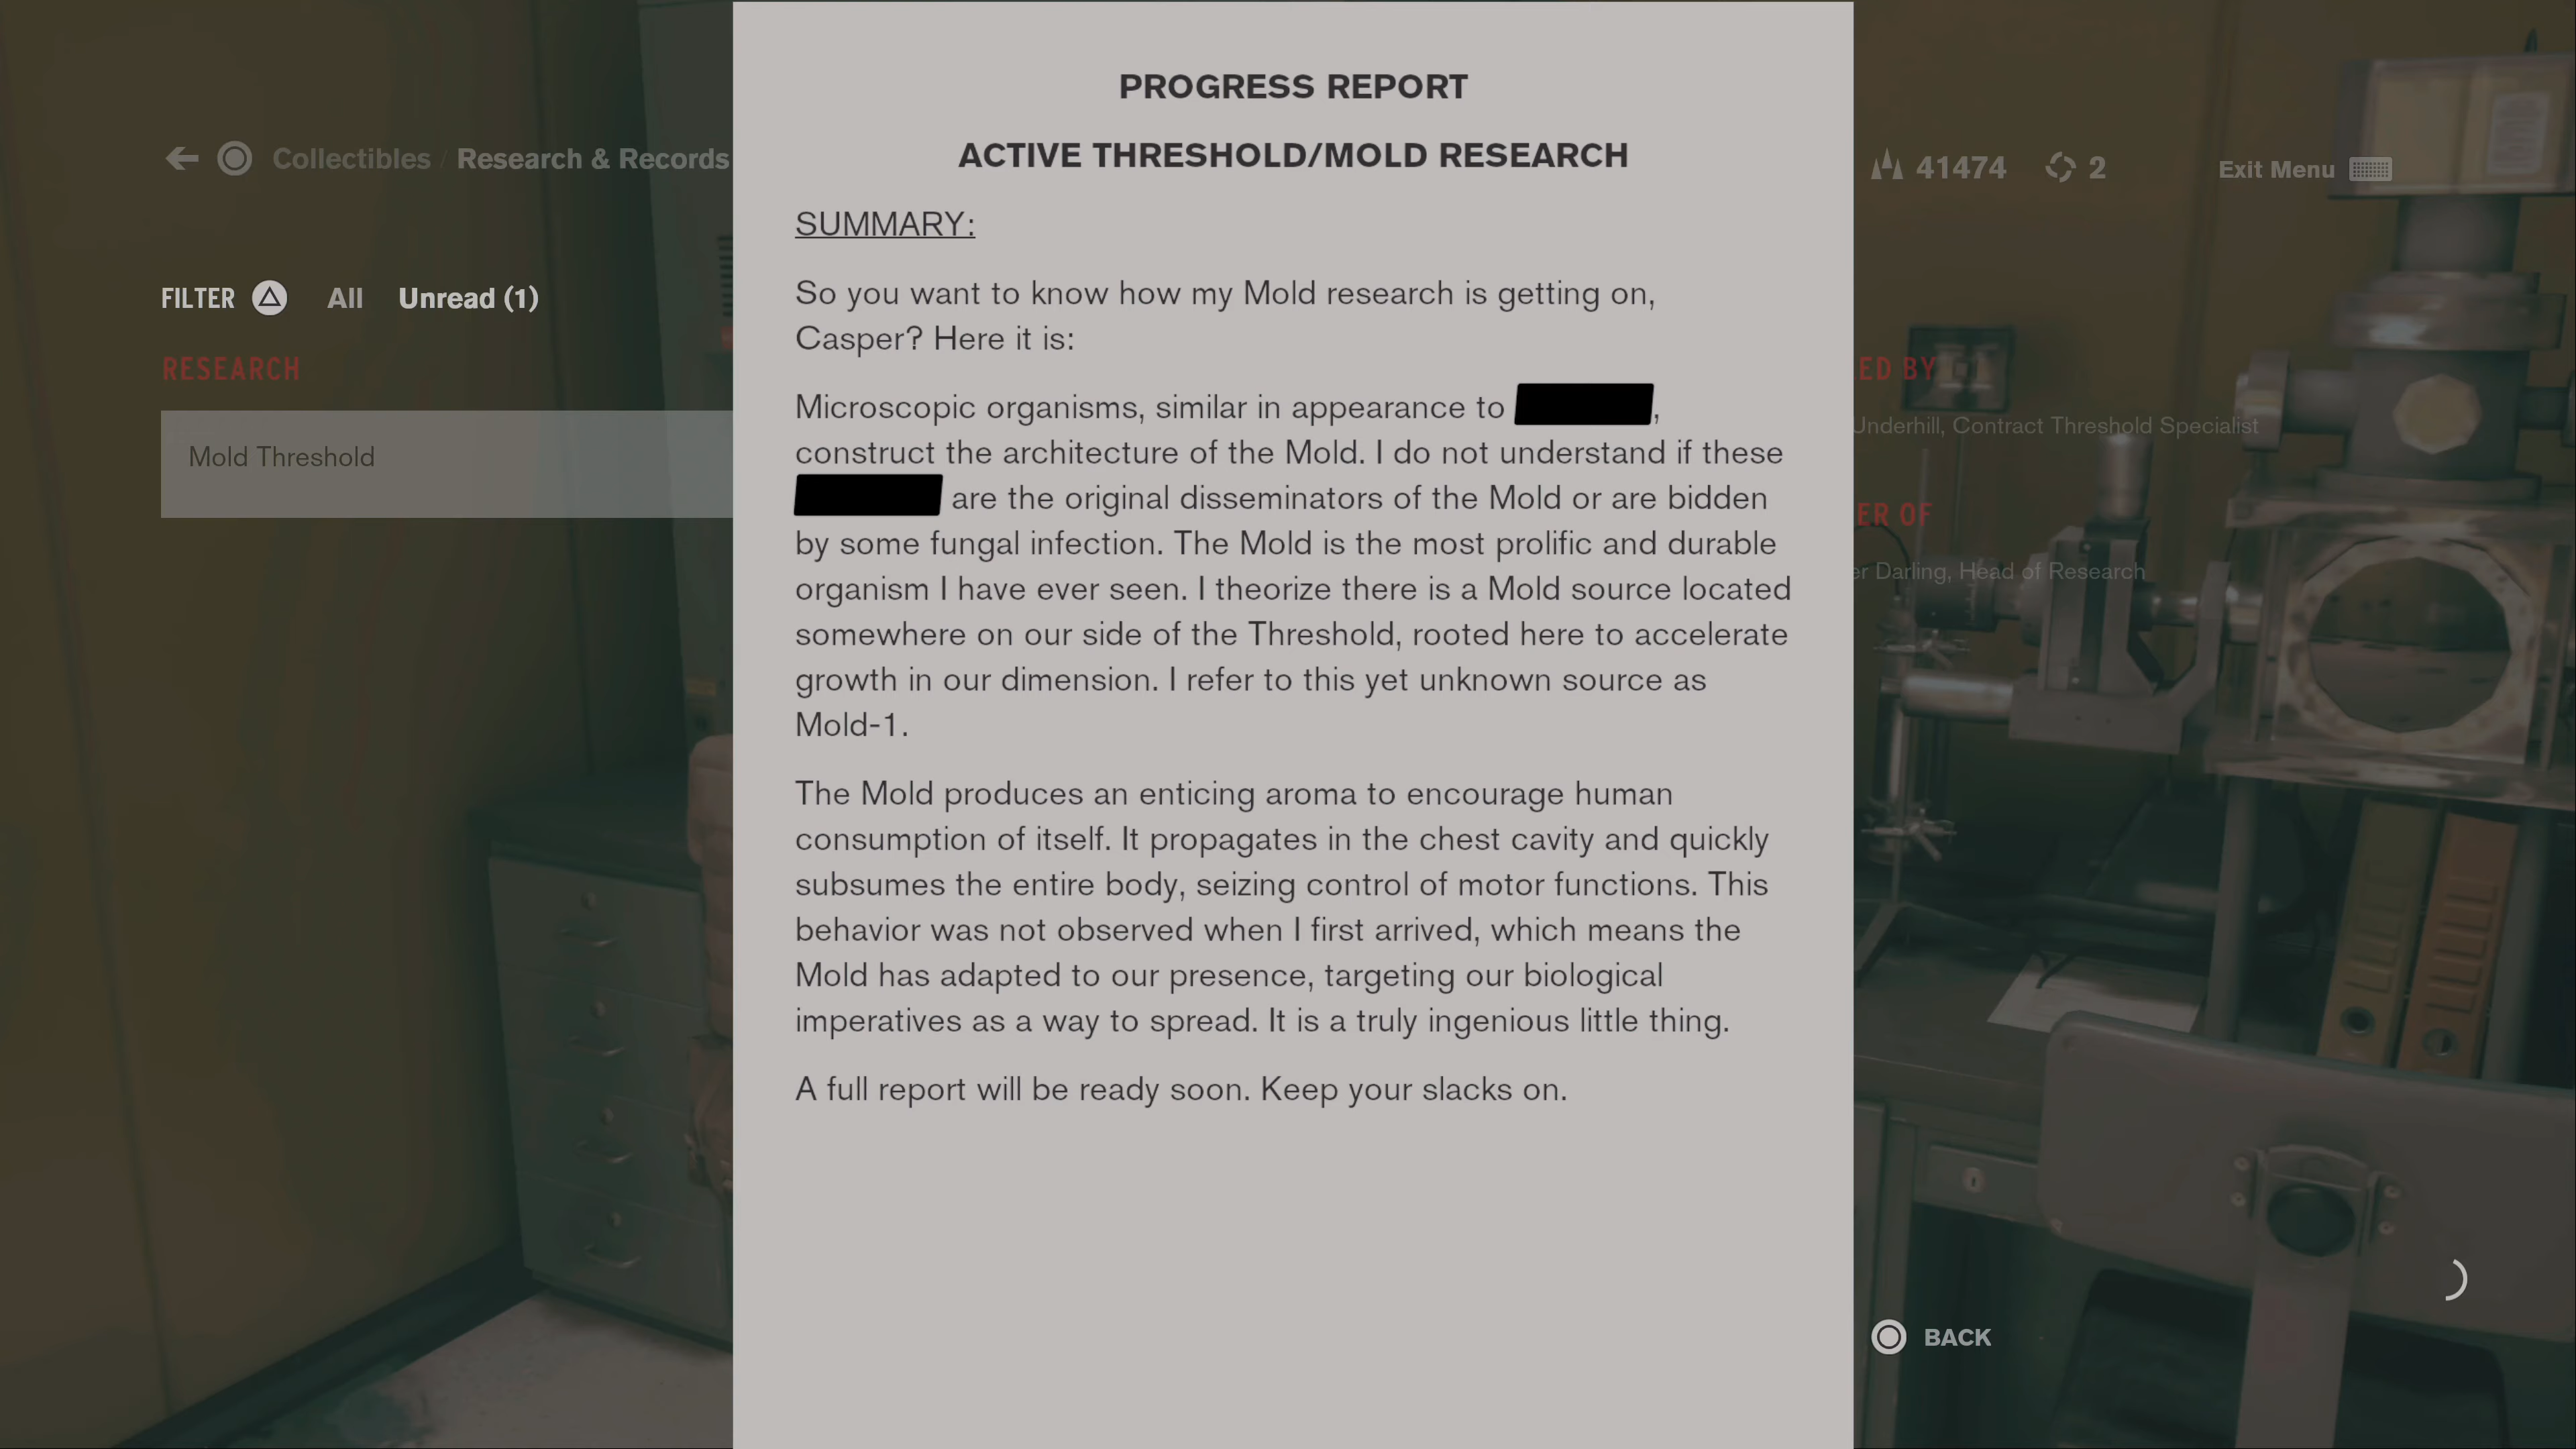 PROGRESS REPORT
ACTIVE THRESHOLD/MOLD RESEARCH
Collectibles / Research & Records
41474
2
Exit Menu
SUMMARY:
FILTER All Unread (1)
So you want to know how my Mold research is getting on,
Casper? Here it is:
RESEARCH
Mold Threshold
Microscopic organisms, similar in appearance to ,
construct the architecture of the Mold. I do not understand if these
are the original disseminators of the Mold or are bidden
by some fungal infection. The Mold is the most prolific and durable
organism I have ever seen. I theorize there is a Mold source located
somewhere on our side of the Threshold, rooted here to accelerate
growth in our dimension. I refer to this yet unknown source as
Mold-1.
The Mold produces an enticing aroma to encourage human
consumption of itself. It propagates in the chest cavity and quickly
subsumes the entire body, seizing control of motor functions. This
behavior was not observed when I first arrived, which means the
Mold has adapted to our presence, targeting our biological
imperatives as a way to spread. It is a truly ingenious little thing.
A full report will be ready soon. Keep your slacks on.
ED BY
Underhill, Contract Threshold Specialist
ER OF
er Darling, Head of Research
BACK